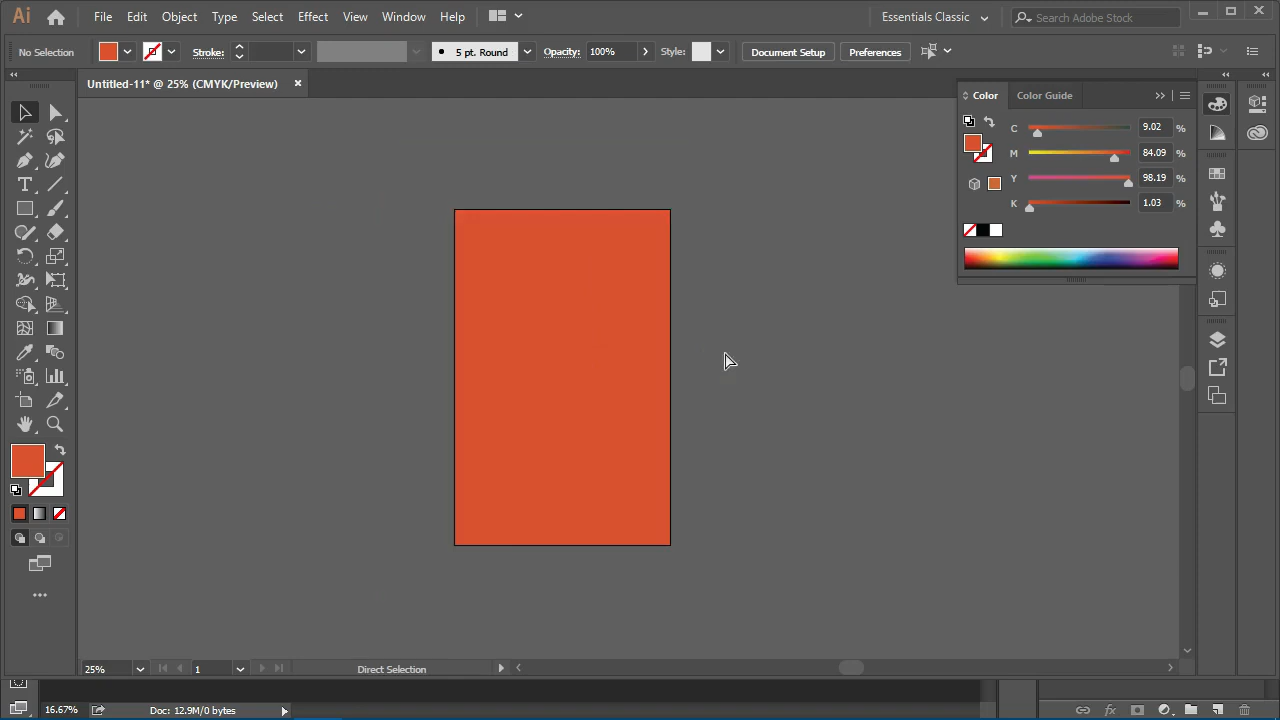 Ai File Edit Object Type Select Effect View Window Help Essentials Classic Search Adobe Stock
No Selection Stroke: 5 pt. Round Opacity: 100% Style: Document Setup Preferences
Untitled-11* @ 25% (CMYK/Preview)
Color Color Guide
C 9.02 %
M 84.09 %
Y 98.19 %
K 1.03 %
25% 1 Direct Selection
16.67% Doc: 12.9M/0 bytes fx